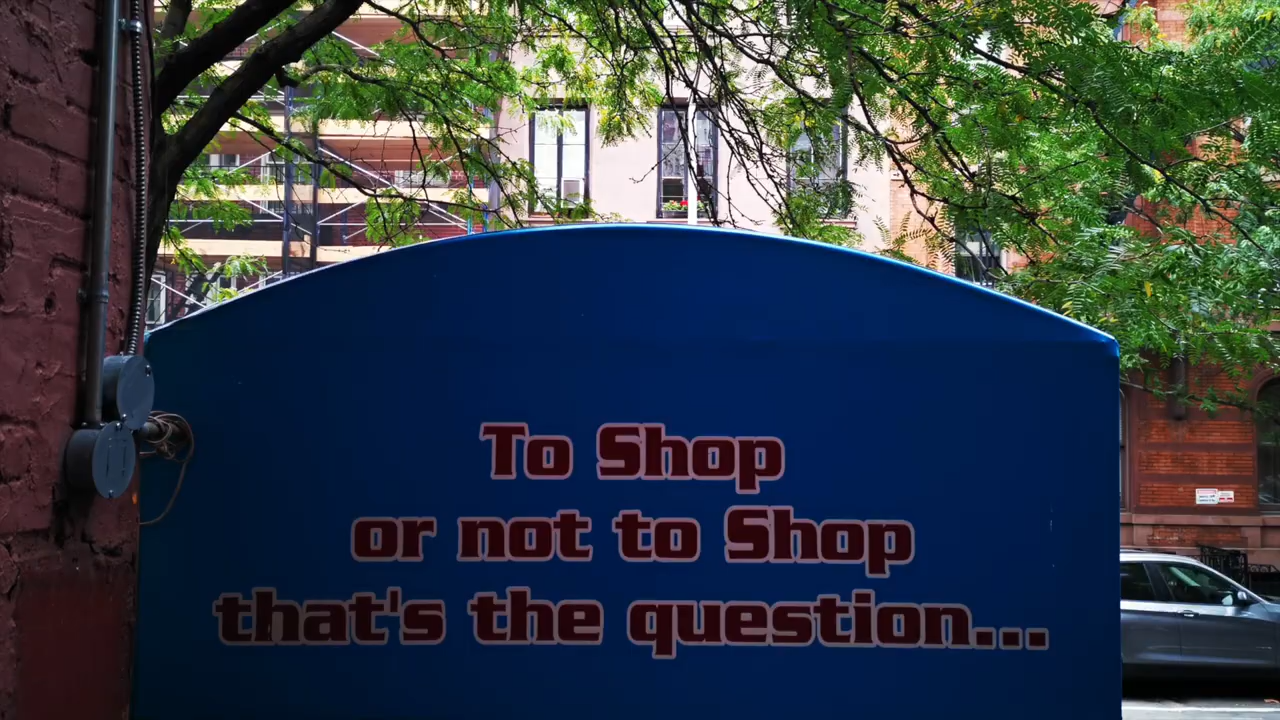 To Shop
or not to Shop
that's the question...